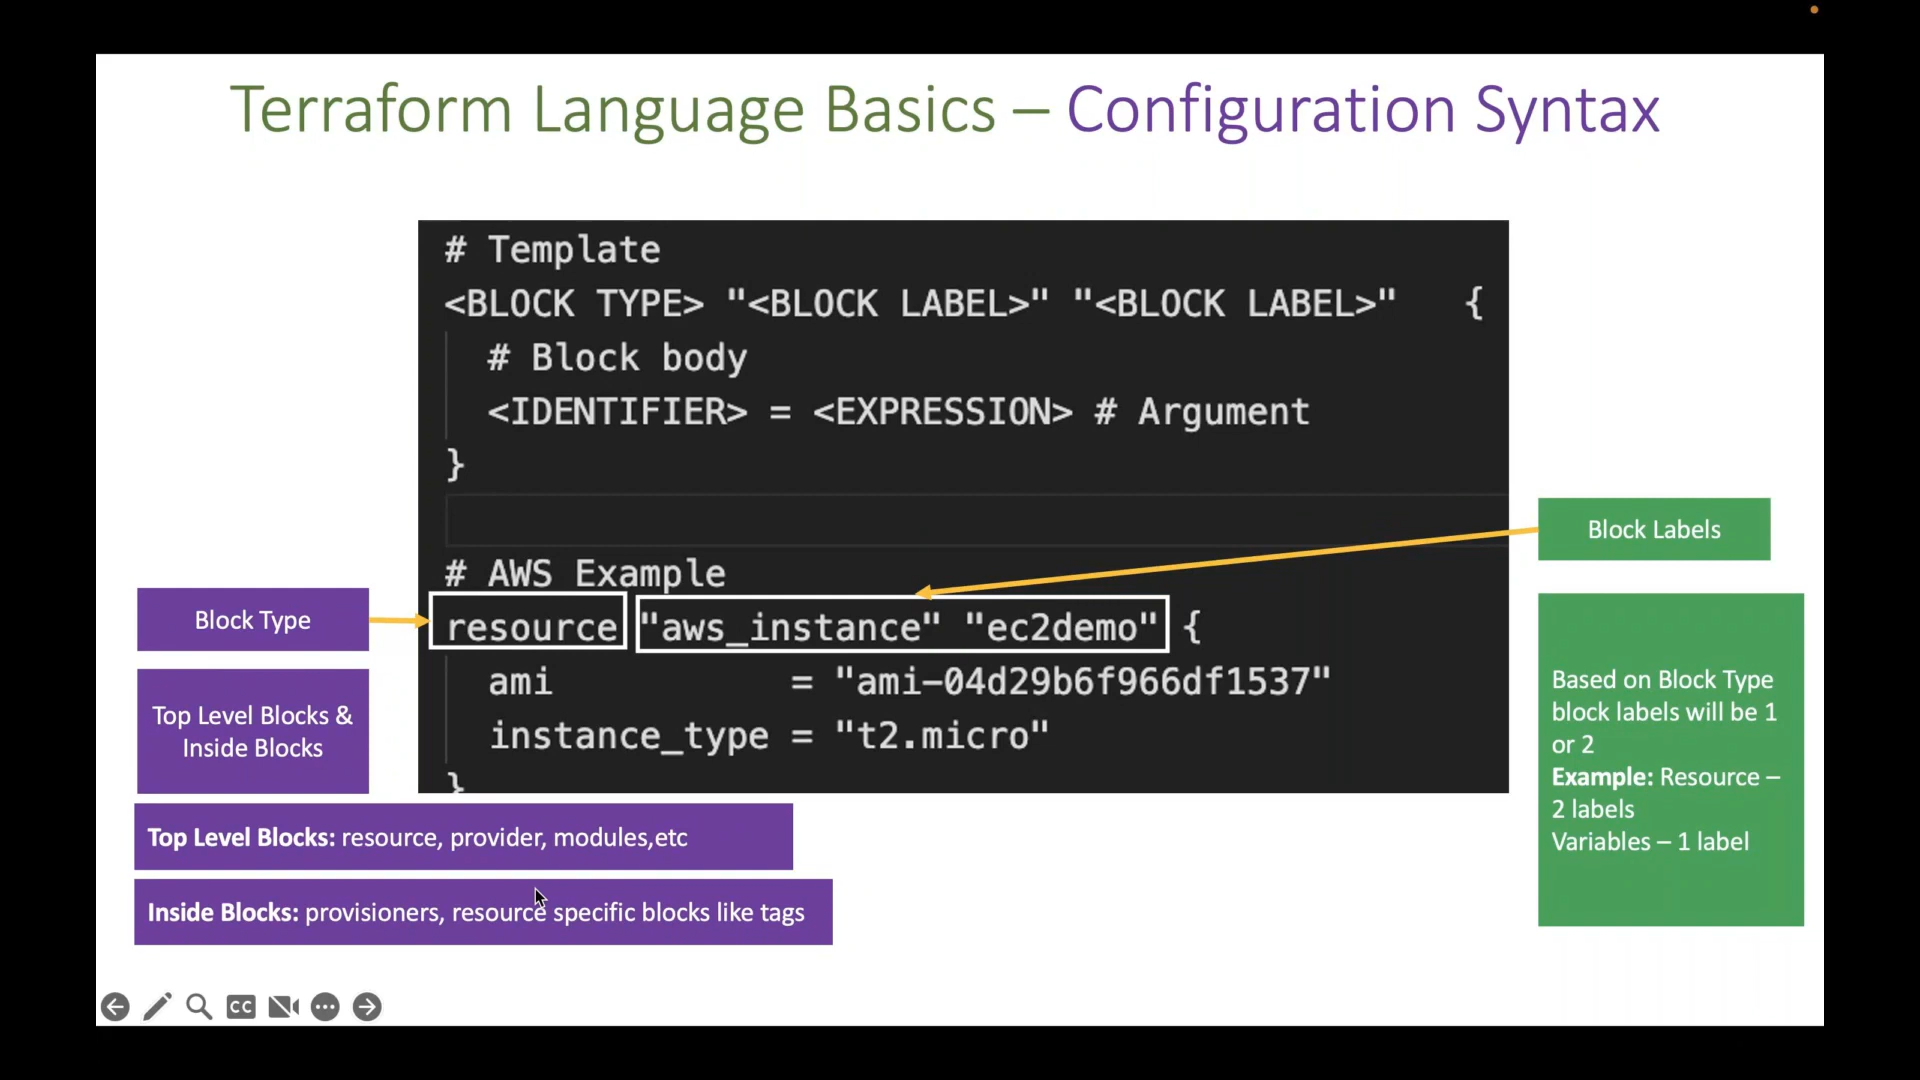 Terraform Language Basics – Configuration Syntax
# Template
<BLOCK TYPE> "<BLOCK LABEL>" "<BLOCK LABEL>" {
# Block body
<IDENTIFIER> = <EXPRESSION> # Argument
}
# AWS Example
resource "aws_instance" "ec2demo" {
ami = "ami-04d29b6f966df1537"
instance_type = "t2.micro"
}
Block Type
Top Level Blocks &
Inside Blocks
Top Level Blocks: resource, provider, modules,etc
Inside Blocks: provisioners, resource specific blocks like tags
Block Labels
Based on Block Type
block labels will be 1
or 2
Example: Resource –
2 labels
Variables – 1 label
CC